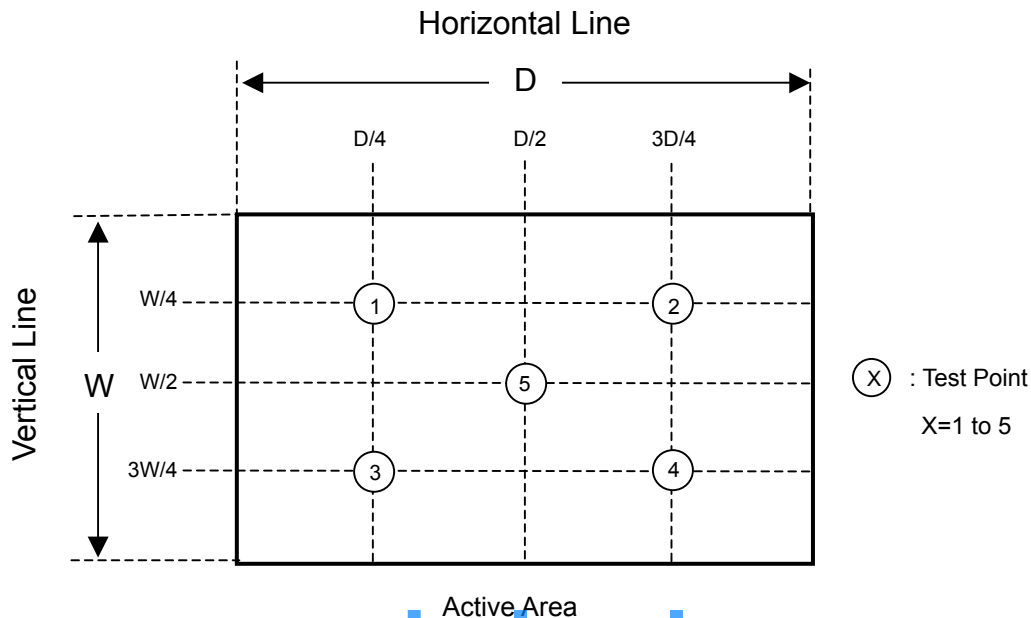 Horizontal Line
D
D/4 D/2 3D/4
Vertical Line
W
W/4
1 2
W/2
5
X : Test Point
X=1 to 5
3W/4
3 4
Active Area